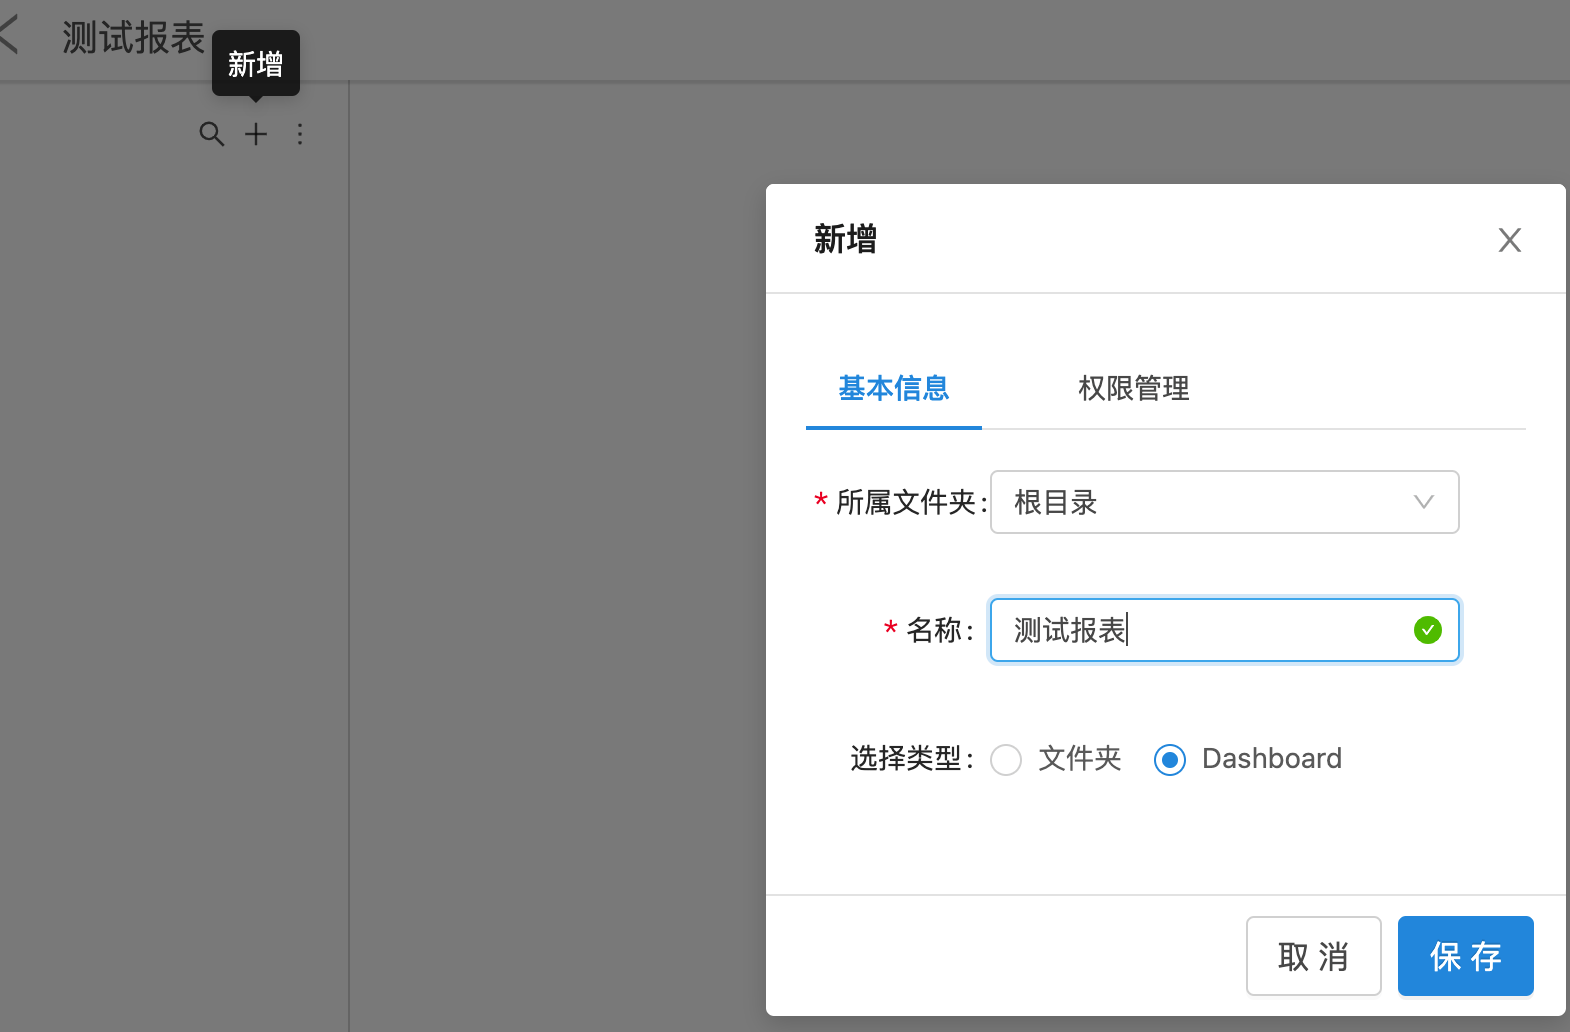 测试报表
新增
新增
基本信息 权限管理
* 所属文件夹: 根目录
* 名称: 测试报表
选择类型: 文件夹 Dashboard
取消 保存